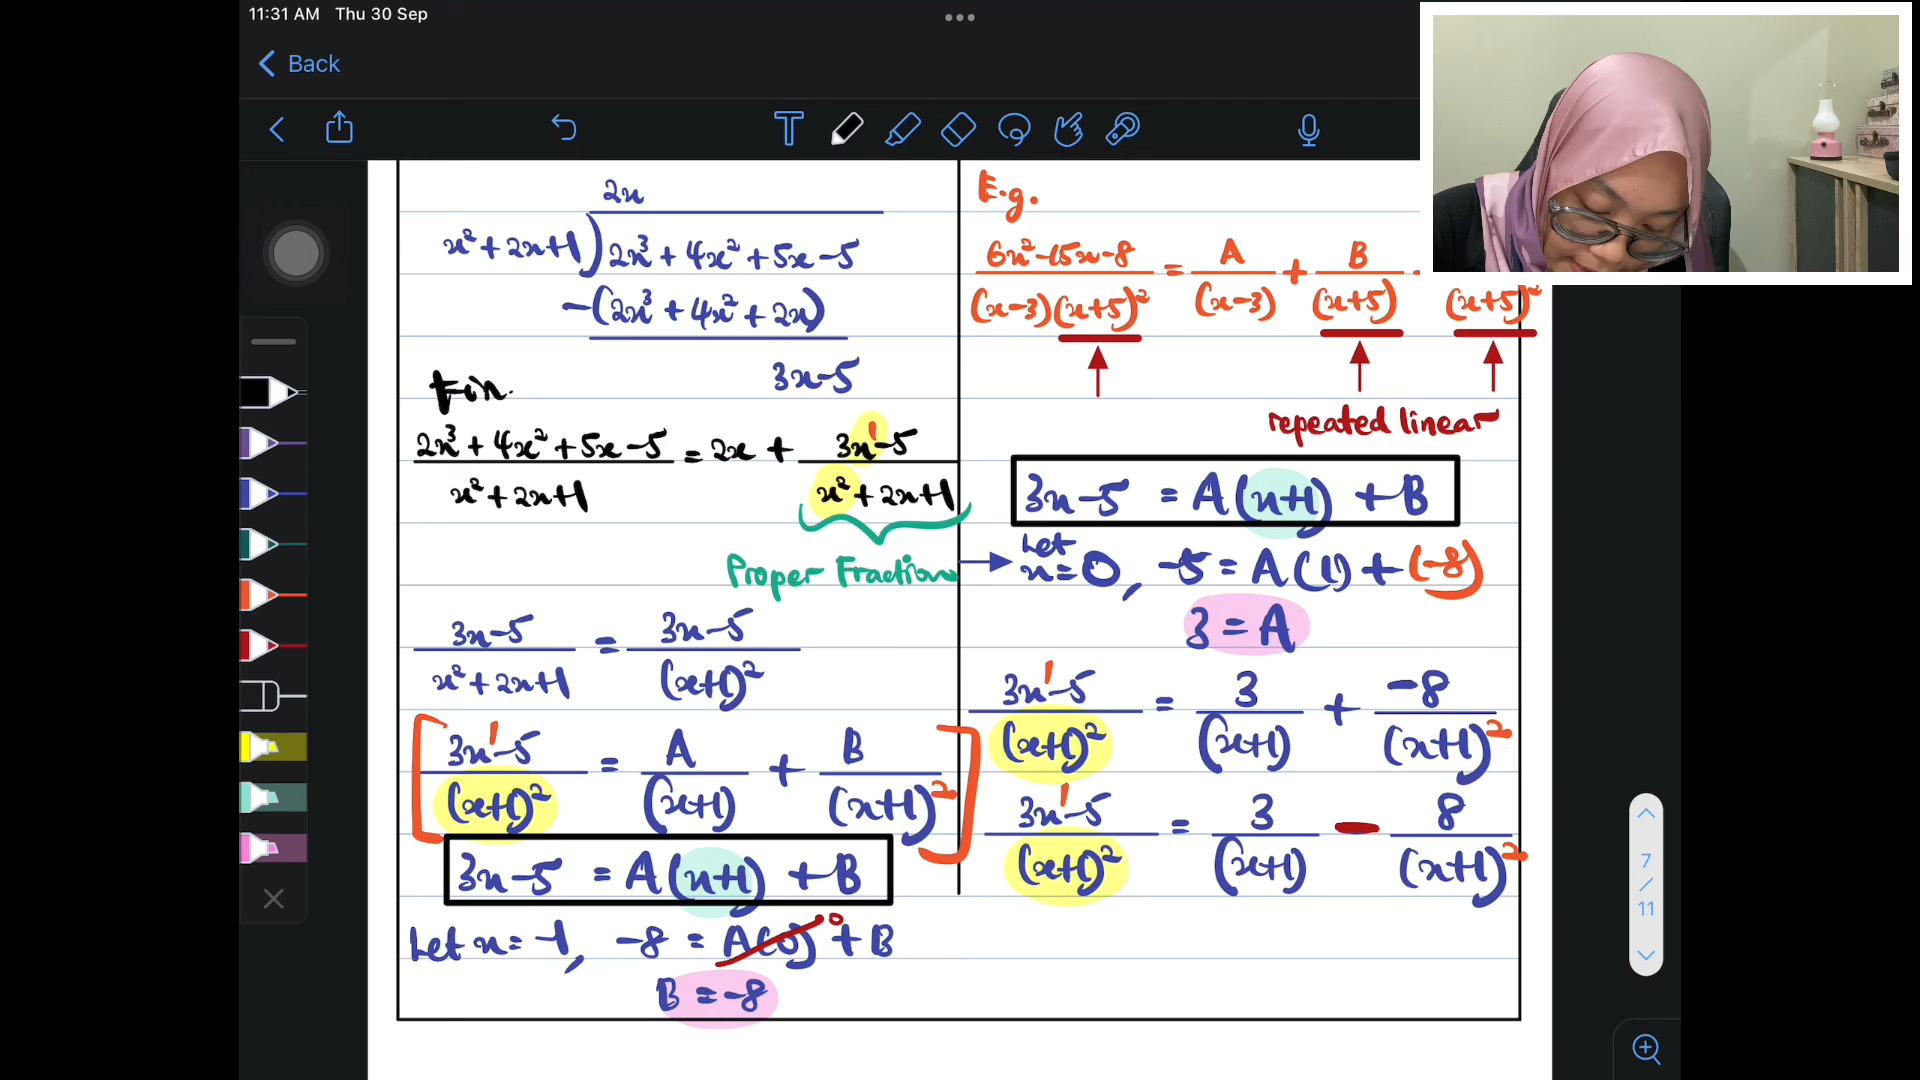 11:31 AM Thu 30 Sep
Back
2x
x² + 2x + 1 ) 2x³ + 4x² + 5x - 5
-(2x³ + 4x² + 2x)
3x - 5
2x³ + 4x² + 5x - 5 / x² + 2x + 1 = 2x + 3x' - 5 / x² + 2x + 1
Proper Fraction
3x - 5 / x² + 2x + 1 = 3x - 5 / (x+1)²
3x' - 5 / (x+1)² = A / (x+1) + B / (x+1)²
3x - 5 = A(x+1) + B
Let x = -1, -8 = A(0) 0 + B
B = -8
E.g.
6x² - 15x - 8 / (x-3)(x+5)² = A / (x-3) + B / (x+5) (x+5)²
repeated linear
3x - 5 = A(x+1) + B
Let x = 0, -5 = A(1) + (-8)
3 = A
3x' - 5 / (x+1)² = 3 / (x+1) + -8 / (x+1)²
3x' - 5 / (x+1)² = 3 / (x+1) - 8 / (x+1)²
7
/
11